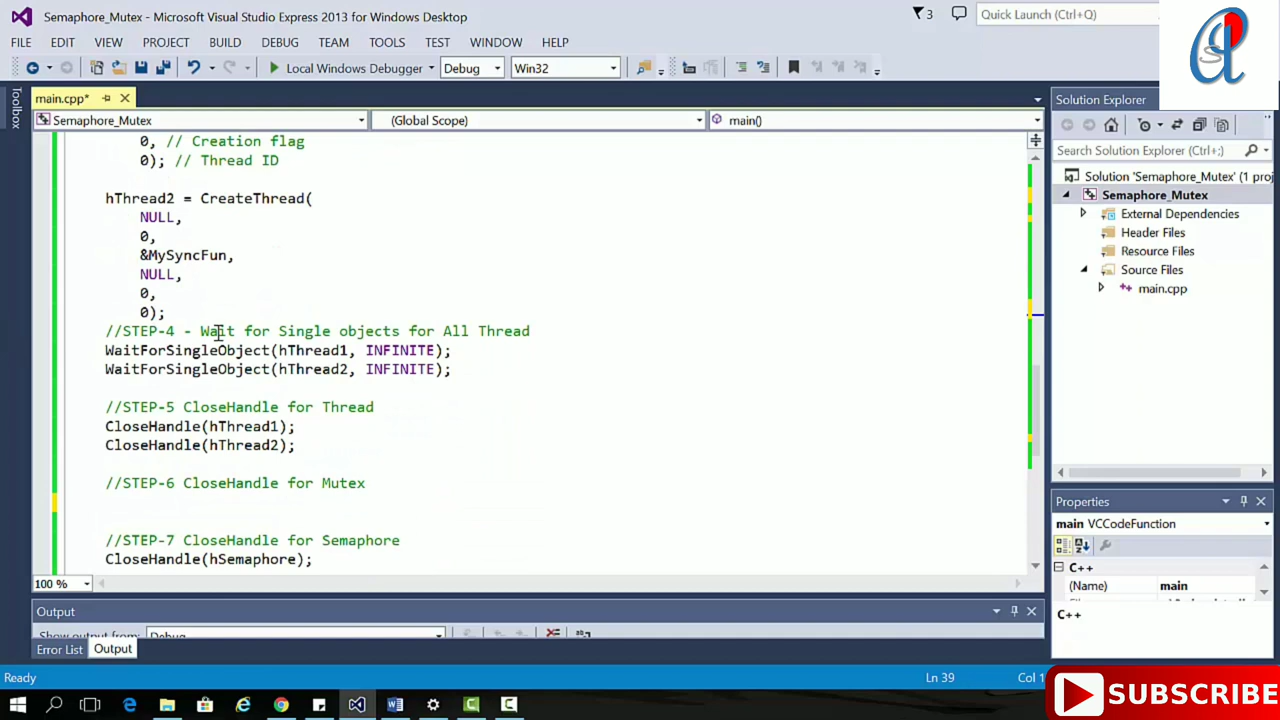 Semaphore_Mutex - Microsoft Visual Studio Express 2013 for Windows Desktop
3
Quick Launch (Ctrl+Q)
FILE EDIT VIEW PROJECT BUILD DEBUG TEAM TOOLS TEST WINDOW HELP
Local Windows Debugger Debug Win32
Toolbox
main.cpp*
Semaphore_Mutex (Global Scope) main()
0, // Creation flag
0); // Thread ID
hThread2 = CreateThread(
NULL,
0,
&MySyncFun,
NULL,
0,
0);
//STEP-4 - Wait for Single objects for All Thread
WaitForSingleObject(hThread1, INFINITE);
WaitForSingleObject(hThread2, INFINITE);
//STEP-5 CloseHandle for Thread
CloseHandle(hThread1);
CloseHandle(hThread2);
//STEP-6 CloseHandle for Mutex
//STEP-7 CloseHandle for Semaphore
CloseHandle(hSemaphore);
100 %
Output
Show output from: Debug
Error List Output
Solution Explorer
Search Solution Explorer (Ctrl+;)
Solution 'Semaphore_Mutex' (1 proj
Semaphore_Mutex
External Dependencies
Header Files
Resource Files
Source Files
main.cpp
Properties
main VCCodeFunction
C++
(Name) main
C++
Ready Ln 39 Col 1
SUBSCRIBE